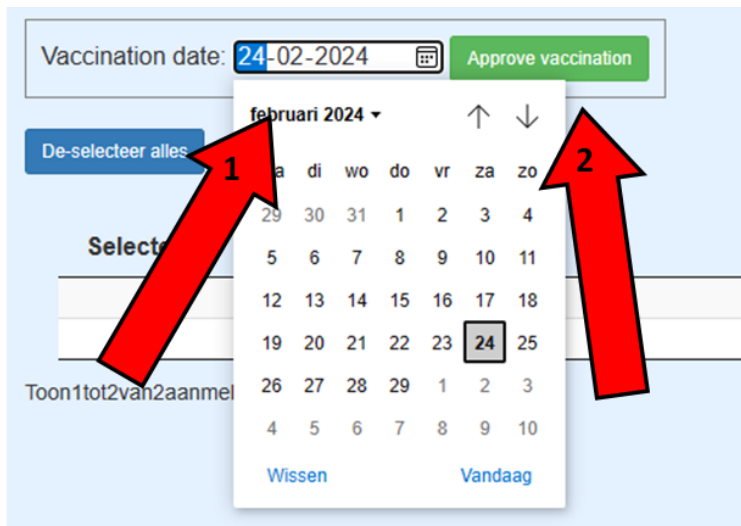 Vaccination date: 24-02-2024 Approve vaccination
februari 2024
De-selecteer alles
1
2
a di wo do vr za zo
29 30 31 1 2 3 4
Selecte
5 6 7 8 9 10 11
12 13 14 15 16 17 18
19 20 21 22 23 24 25
26 27 28 29 1 2 3
Toon1tot2van2aanmel
4 5 6 7 8 9 10
Wissen Vandaag